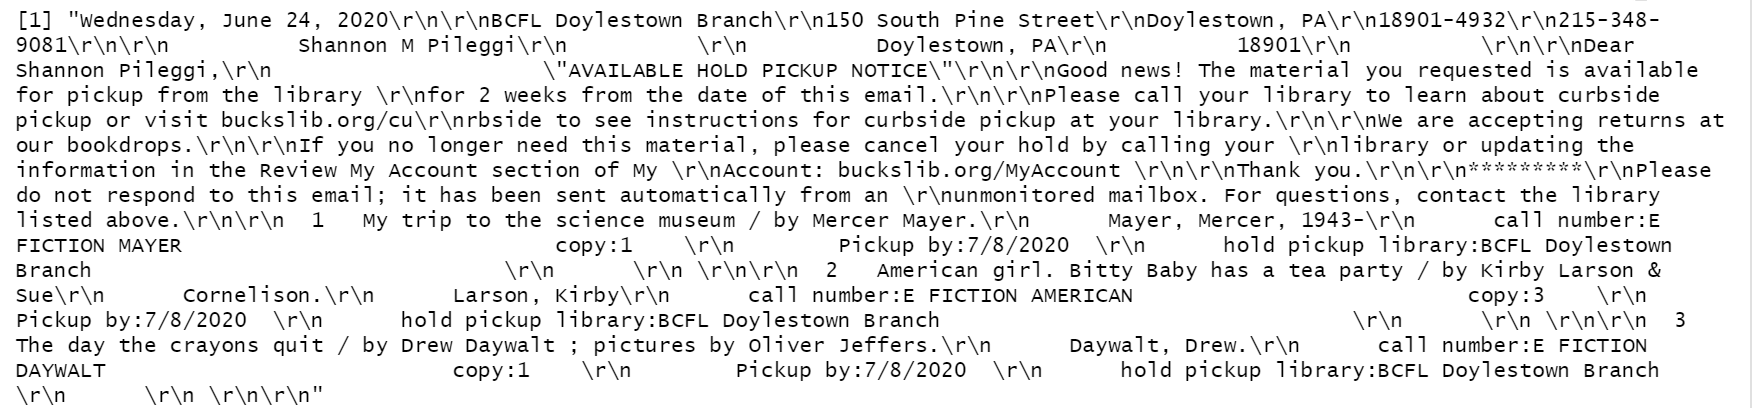 [1] "Wednesday, June 24, 2020\r\n\r\nBCFL Doylestown Branch\r\n150 South Pine Street\r\nDoylestown, PA\r\n18901-4932\r\n215-348-
9081\r\n\r\n          Shannon M Pileggi\r\n          \r\n          Doylestown, PA\r\n          18901\r\n          \r\n\r\nDear
Shannon Pileggi,\r\n                     \"AVAILABLE HOLD PICKUP NOTICE\"\r\n\r\nGood news! The material you requested is available
for pickup from the library \r\nfor 2 weeks from the date of this email.\r\n\r\nPlease call your library to learn about curbside
pickup or visit buckslib.org/cu\r\nrbside to see instructions for curbside pickup at your library.\r\n\r\nWe are accepting returns at
our bookdrops.\r\n\r\nIf you no longer need this material, please cancel your hold by calling your \r\nlibrary or updating the
information in the Review My Account section of My \r\nAccount: buckslib.org/MyAccount \r\n\r\nThank you.\r\n\r\n*********\r\nPlease
do not respond to this email; it has been sent automatically from an \r\nunmonitored mailbox. For questions, contact the library
listed above.\r\n\r\n  1   My trip to the science museum / by Mercer Mayer.\r\n      Mayer, Mercer, 1943-\r\n      call number:E
FICTION MAYER                             copy:1    \r\n        Pickup by:7/8/2020  \r\n      hold pickup library:BCFL Doylestown
Branch                                \r\n      \r\n \r\n\r\n  2   American girl. Bitty Baby has a tea party / by Kirby Larson &
Sue\r\n      Cornelison.\r\n      Larson, Kirby\r\n      call number:E FICTION AMERICAN                          copy:3    \r\n
Pickup by:7/8/2020  \r\n      hold pickup library:BCFL Doylestown Branch                                \r\n      \r\n \r\n\r\n  3
The day the crayons quit / by Drew Daywalt ; pictures by Oliver Jeffers.\r\n      Daywalt, Drew.\r\n      call number:E FICTION
DAYWALT                           copy:1    \r\n        Pickup by:7/8/2020  \r\n      hold pickup library:BCFL Doylestown Branch
\r\n      \r\n \r\n\r\n"